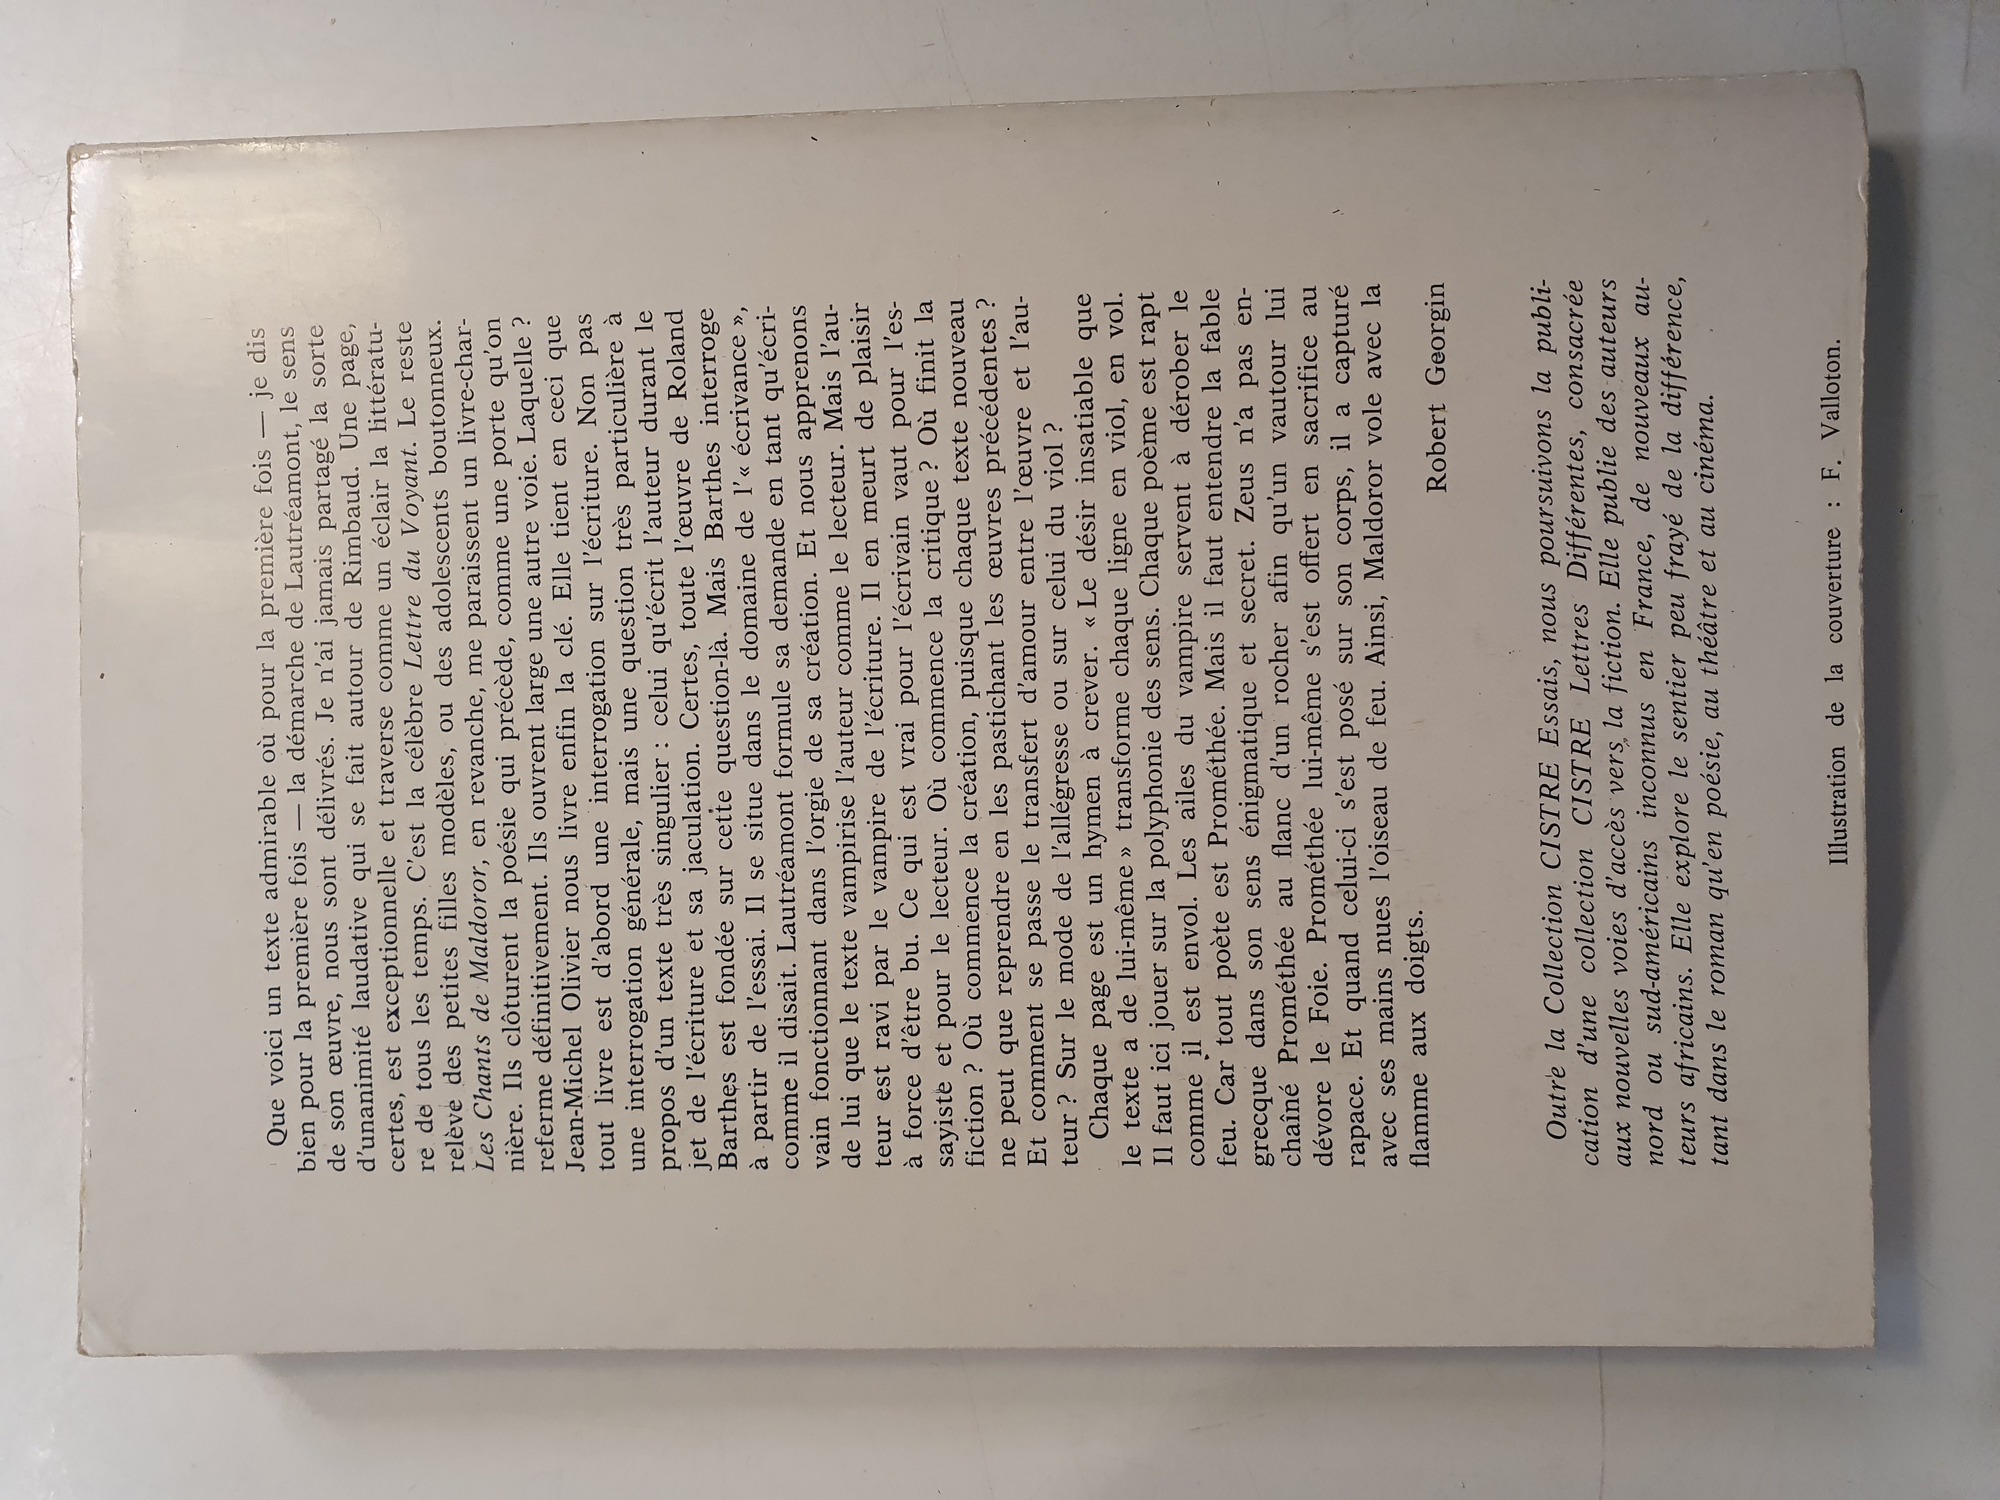 Que voici un texte admirable où pour la première fois — je dis
bien pour la première fois — la démarche de Lautréamont, le sens
de son œuvre, nous sont délivrés. Je n'ai jamais partagé la sorte
d'unanimité laudative qui se fait autour de Rimbaud. Une page,
certes, est exceptionnelle et traverse comme un éclair la littératu-
re de tous les temps. C'est la célèbre Lettre du Voyant. Le reste
relève des petites filles modèles, ou des adolescents boutonneux.
Les Chants de Maldoror, en revanche, me paraissent un livre-char-
nière. Ils clôturent la poésie qui précède, comme une porte qu'on
referme définitivement. Ils ouvrent large une autre voie. Laquelle ?
Jean-Michel Olivier nous livre enfin la clé. Elle tient en ceci que
tout livre est d'abord une interrogation sur l'écriture. Non pas
une interrogation générale, mais une question très particulière à
propos d'un texte très singulier : celui qu'écrit l'auteur durant le
jet de l'écriture et sa jaculation. Certes, toute l'œuvre de Roland
Barthes est fondée sur cette question-là. Mais Barthes interroge
à partir de l'essai. Il se situe dans le domaine de l'« écrivance »,
comme il disait. Lautréamont formule sa demande en tant qu'écri-
vain fonctionnant dans l'orgie de sa création. Et nous apprenons
de lui que le texte vampirise l'auteur comme le lecteur. Mais l'au-
teur est ravi par le vampire de l'écriture. Il en meurt de plaisir
à force d'être bu. Ce qui est vrai pour l'écrivain vaut pour l'es-
sayiste et pour le lecteur. Où commence la critique ? Où finit la
fiction ? Où commence la création, puisque chaque texte nouveau
ne peut que reprendre en les pastichant les œuvres précédentes ?
Et comment se passe le transfert d'amour entre l'œuvre et l'au-
teur ? Sur le mode de l'allégresse ou sur celui du viol ?
Chaque page est un hymen à crever. « Le désir insatiable que
le texte a de lui-même » transforme chaque ligne en viol, en vol.
Il faut ici jouer sur la polyphonie des sens. Chaque poème est rapt
comme il est envol. Les ailes du vampire servent à dérober le
feu. Car tout poète est Prométhée. Mais il faut entendre la fable
grecque dans son sens énigmatique et secret. Zeus n'a pas en-
chaîné Prométhée au flanc d'un rocher afin qu'un vautour lui
dévore le Foie. Prométhée lui-même s'est offert en sacrifice au
rapace. Et quand celui-ci s'est posé sur son corps, il a capturé
avec ses mains nues l'oiseau de feu. Ainsi, Maldoror vole avec la
flamme aux doigts.
Robert Georgin
Outre la Collection CISTRE Essais, nous poursuivons la publi-
cation d'une collection CISTRE Lettres Différentes, consacrée
aux nouvelles voies d'accès vers la fiction. Elle publie des auteurs
nord ou sud-américains inconnus en France, de nouveaux au-
teurs africains. Elle explore le sentier peu frayé de la différence,
tant dans le roman qu'en poésie, au théâtre et au cinéma.
Illustration de la couverture : F. Valloton.